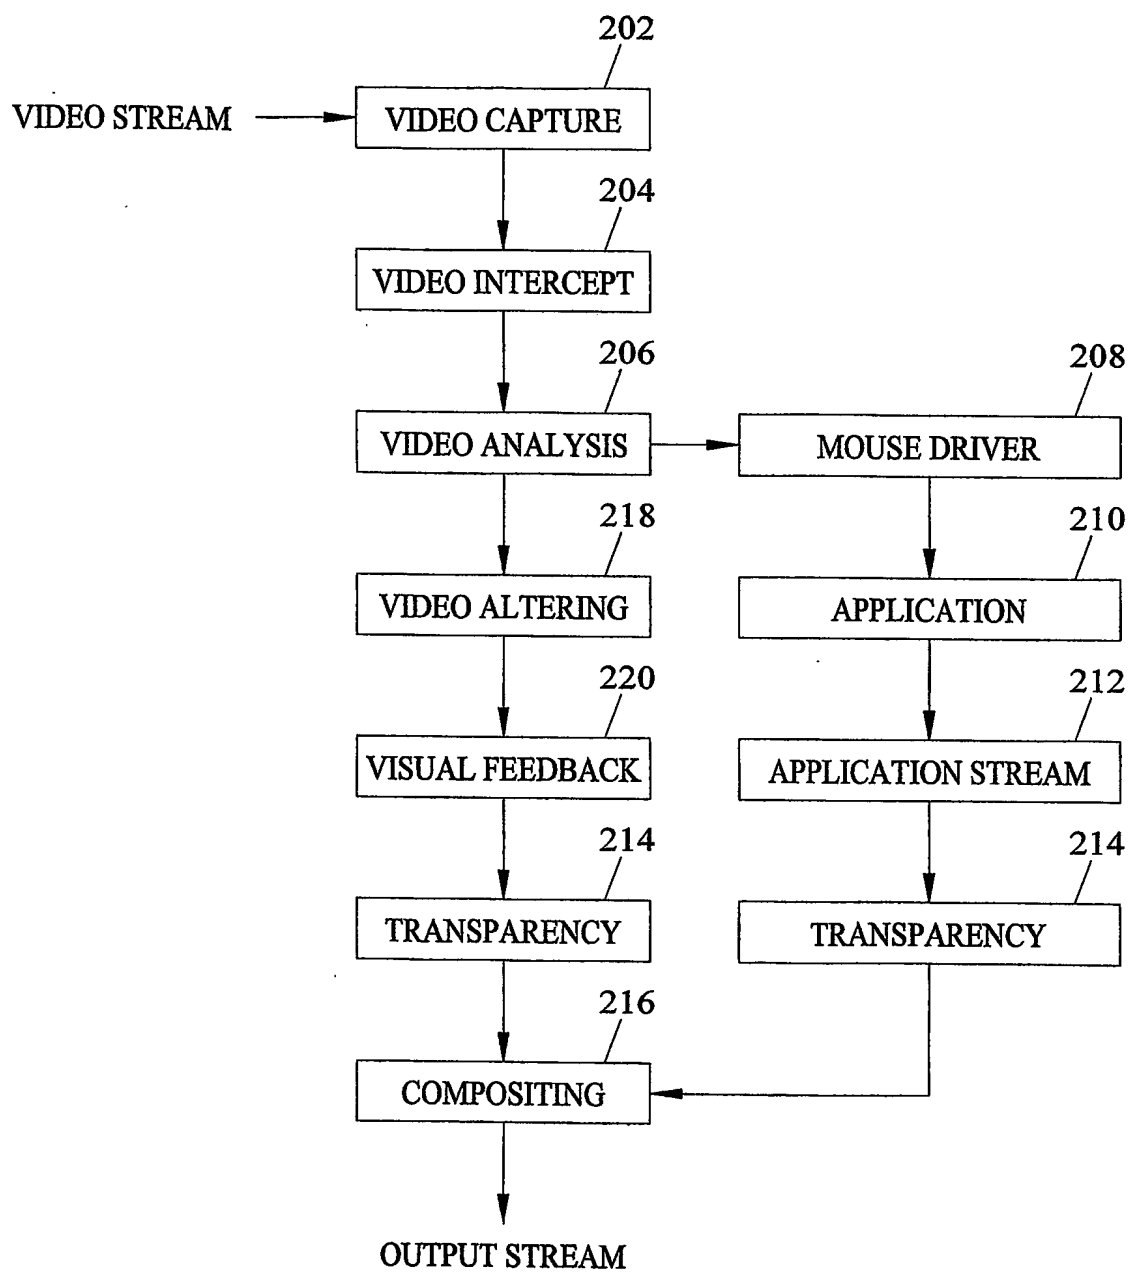 202
VIDEO STREAM
VIDEO CAPTURE
204
VIDEO INTERCEPT
206
208
VIDEO ANALYSIS
MOUSE DRIVER
218
210
VIDEO ALTERING
APPLICATION
220
212
VISUAL FEEDBACK
APPLICATION STREAM
214
214
TRANSPARENCY
TRANSPARENCY
216
COMPOSITING
OUTPUT STREAM